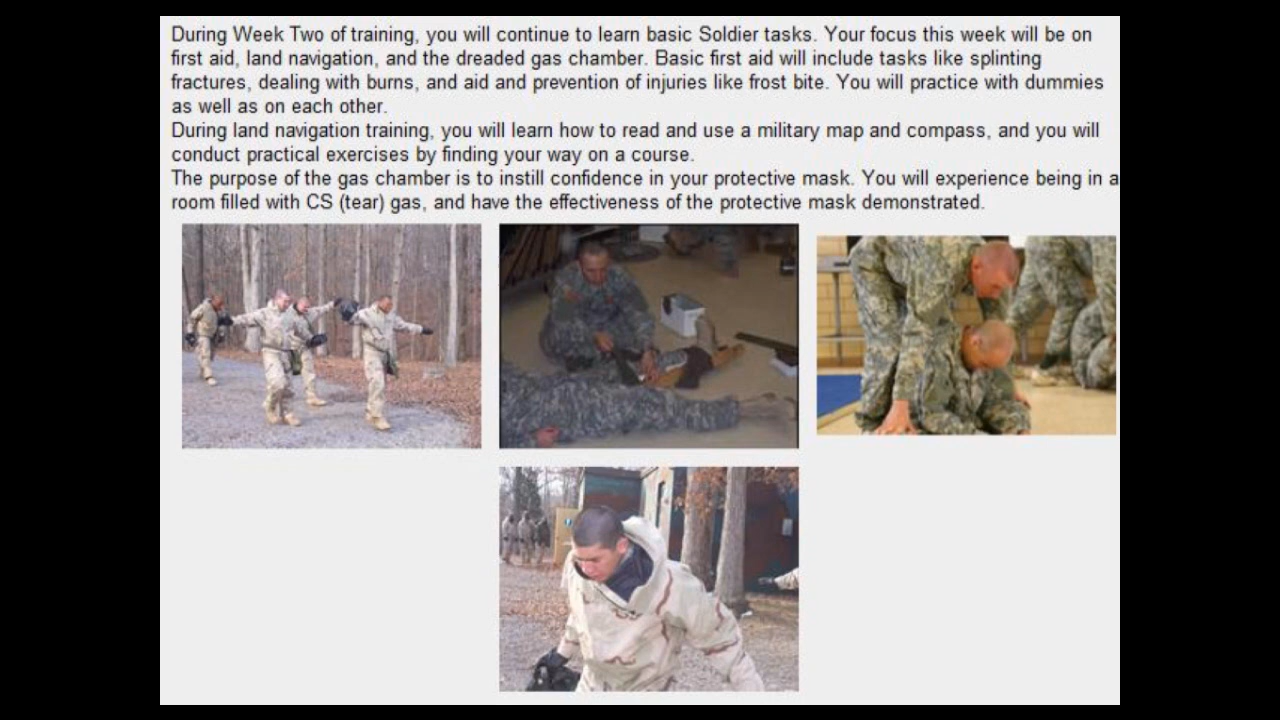 During Week Two of training, you will continue to learn basic Soldier tasks. Your focus this week will be on
first aid, land navigation, and the dreaded gas chamber. Basic first aid will include tasks like splinting
fractures, dealing with burns, and aid and prevention of injuries like frost bite. You will practice with dummies
as well as on each other.
During land navigation training, you will learn how to read and use a military map and compass, and you will
conduct practical exercises by finding your way on a course.
The purpose of the gas chamber is to instill confidence in your protective mask. You will experience being in a
room filled with CS (tear) gas, and have the effectiveness of the protective mask demonstrated.